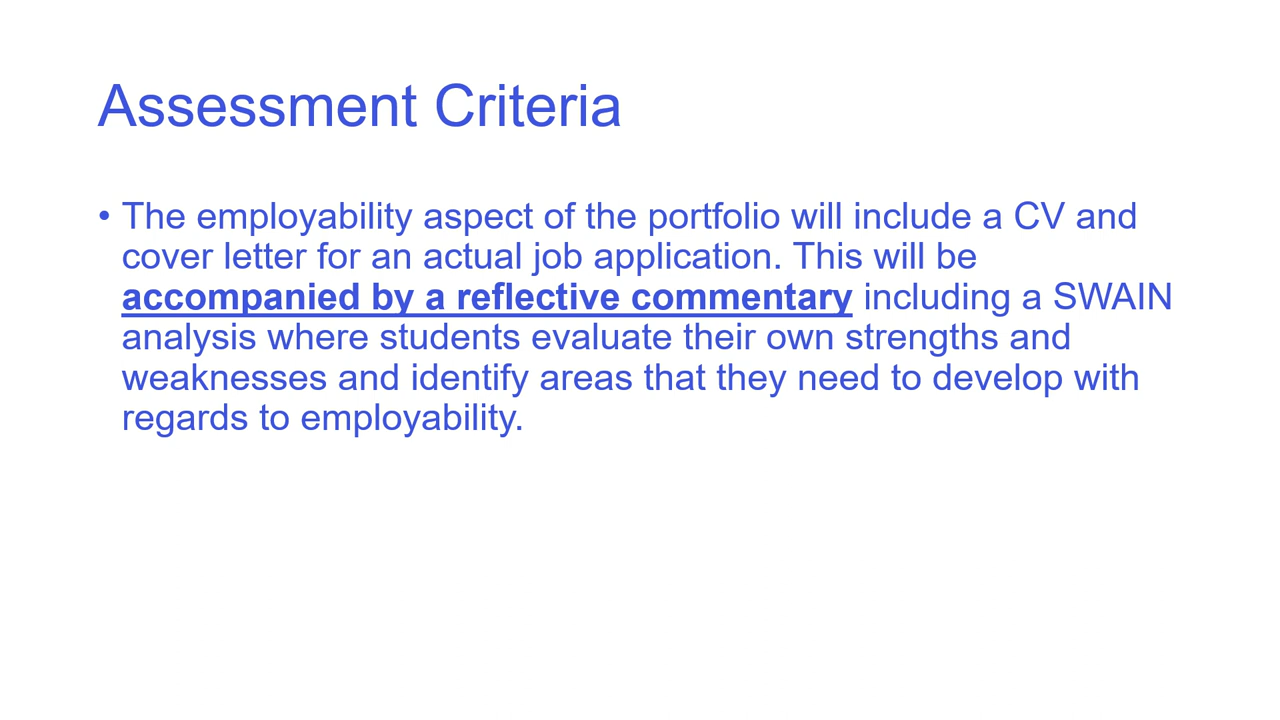 Assessment Criteria
• The employability aspect of the portfolio will include a CV and
cover letter for an actual job application. This will be
accompanied by a reflective commentary including a SWAIN
analysis where students evaluate their own strengths and
weaknesses and identify areas that they need to develop with
regards to employability.